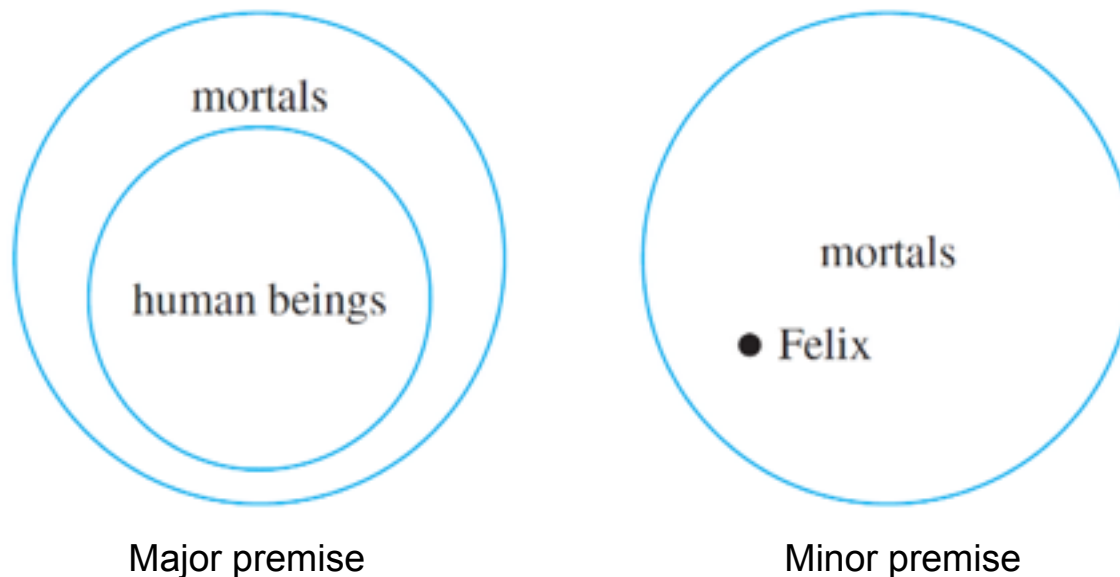 mortals
human beings
Major premise
mortals
Felix
Minor premise